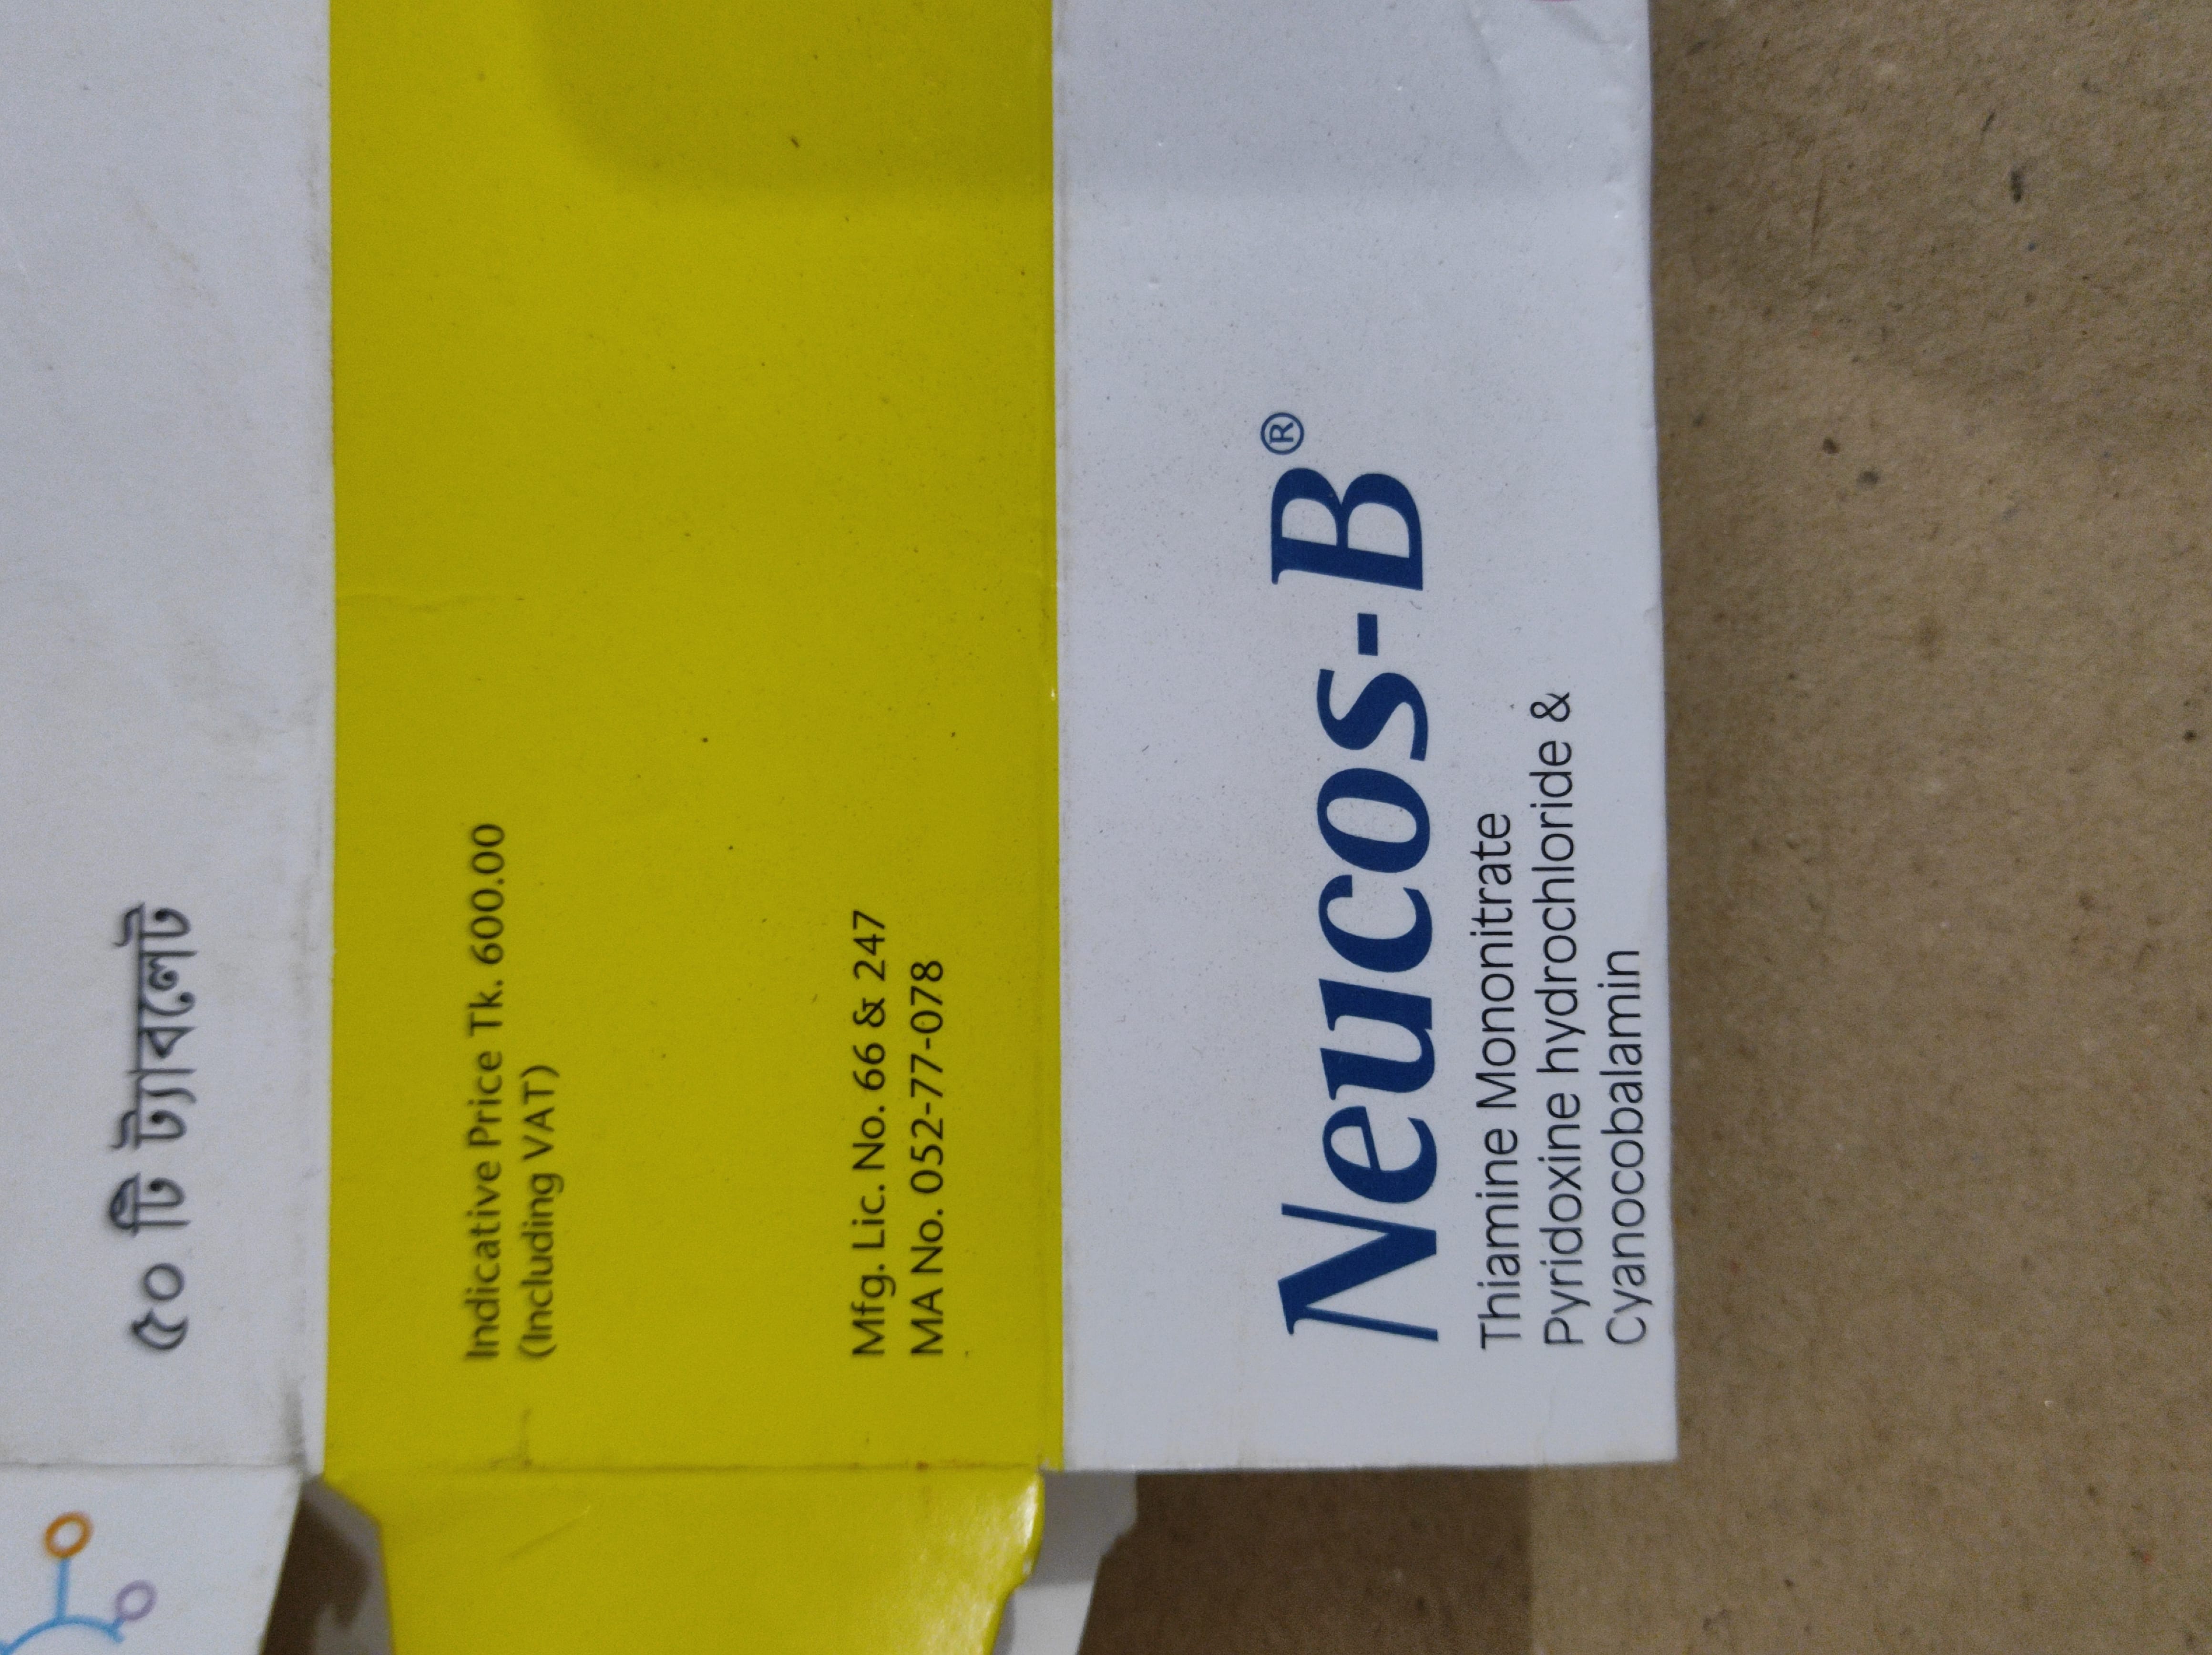 ৫০ টি ট্যাবলেট
Indicative Price Tk. 600.00
(Including VAT)
Mfg. Lic. No. 66 & 247
MA No. 052-77-078
Neucos-B®
Thiamine Mononitrate
Pyridoxine hydrochloride &
Cyanocobalamin